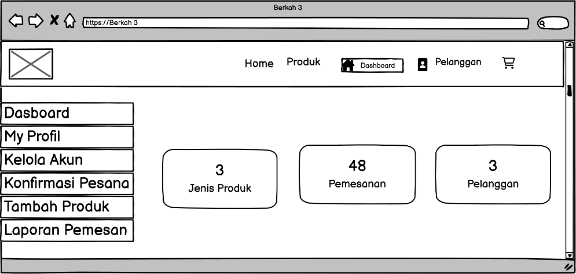 Berkah 3
https://Berkah 3
Home
Produk
Dashboard
Pelanggan
Dasboard
My Profil
Kelola Akun
Konfirmasi Pesana
Tambah Produk
Laporan Pemesan
3
Jenis Produk
48
Pemesanan
3
Pelanggan